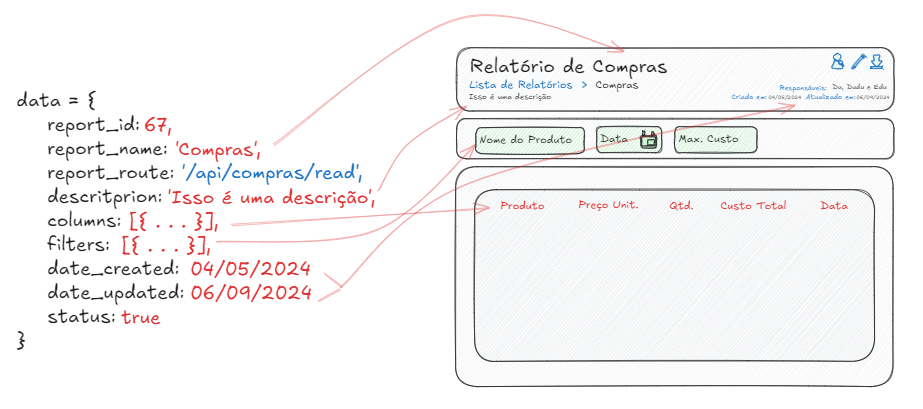 data = {
report_id: 67,
report_name: 'Compras',
report_route: '/api/compras/read',
descritprion: 'Isso é uma descrição',
columns: [{ . . . }],
filters: [{ . . . }],
date_created: 04/05/2024
date_updated: 06/09/2024
status: true
}
Relatório de Compras
Lista de Relatórios > Compras
Isso é uma descrição
Responsáveis: Du, Dudu e Edu
Criado em: 04/05/2024 Atualizado em: 06/09/2024
Nome do Produto Data Max. Custo
Produto Preço Unit. Qtd. Custo Total Data